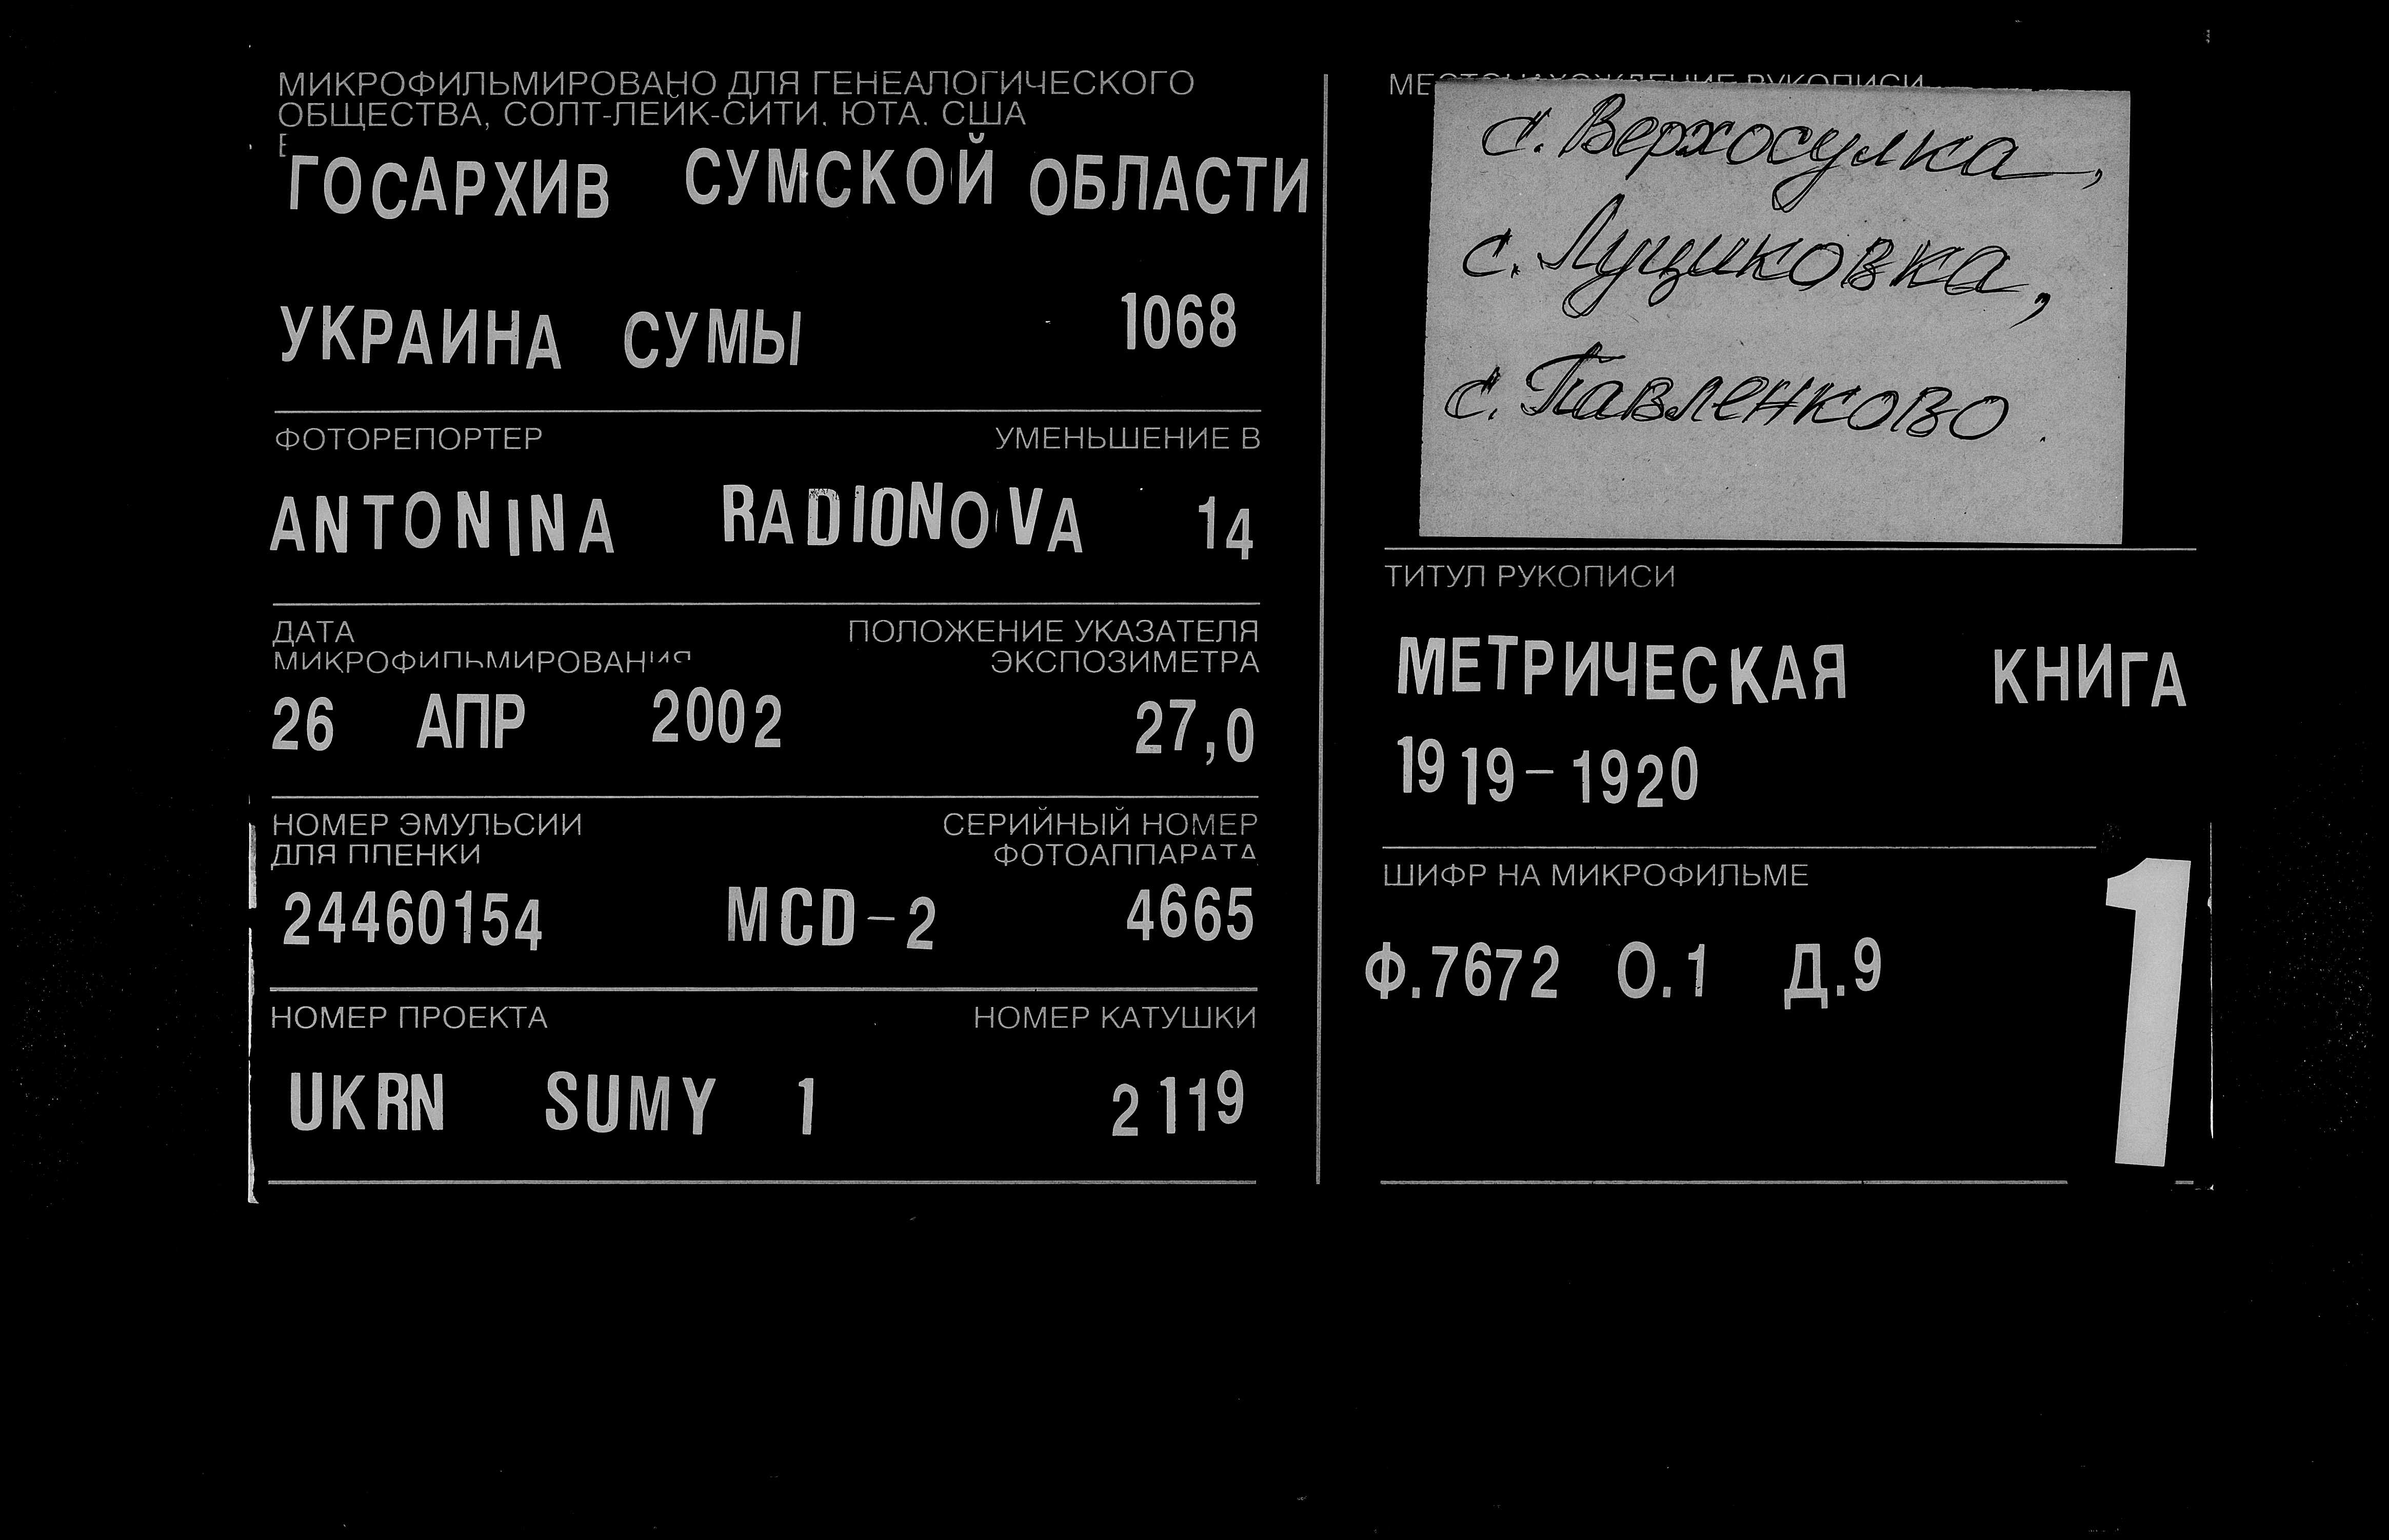 МИКРОФИЛЬМИРОВАНО ДЛЯ ГЕНЕАЛОГИЧЕСКОГО
ОБЩЕСТВА, СОЛТ-ЛЕЙК-СИТИ. ЮТА. США
ГОСАРХИВ СУМСКОЙ ОБЛАСТИ
УКРАИНА СУМЫ 1068
ФОТОРЕПОРТЕР УМЕНЬШЕНИЕ В
ANTONINA RADIONOVA 14
ДАТА ПОЛОЖЕНИЕ УКАЗАТЕЛЯ
МИКРОФИЛЬМИРОВАНИЯ ЭКСПОЗИМЕТРА
26 АПР 2002 27,0
НОМЕР ЭМУЛЬСИИ СЕРИЙНЫЙ НОМЕР
ДЛЯ ПЛЕНКИ ФОТОАППАРАТА
24460154 MCD-2 4665
НОМЕР ПРОЕКТА НОМЕР КАТУШКИ
UKRN SUMY 1 2119
МЕСТОНАХОЖДЕНИЕ РУКОПИСИ
с. Верхосулка,
с. Луциковка,
с. Павленково
ТИТУЛ РУКОПИСИ
МЕТРИЧЕСКАЯ КНИГА
1919-1920
ШИФР НА МИКРОФИЛЬМЕ
Ф.7672 О.1 Д.9
1